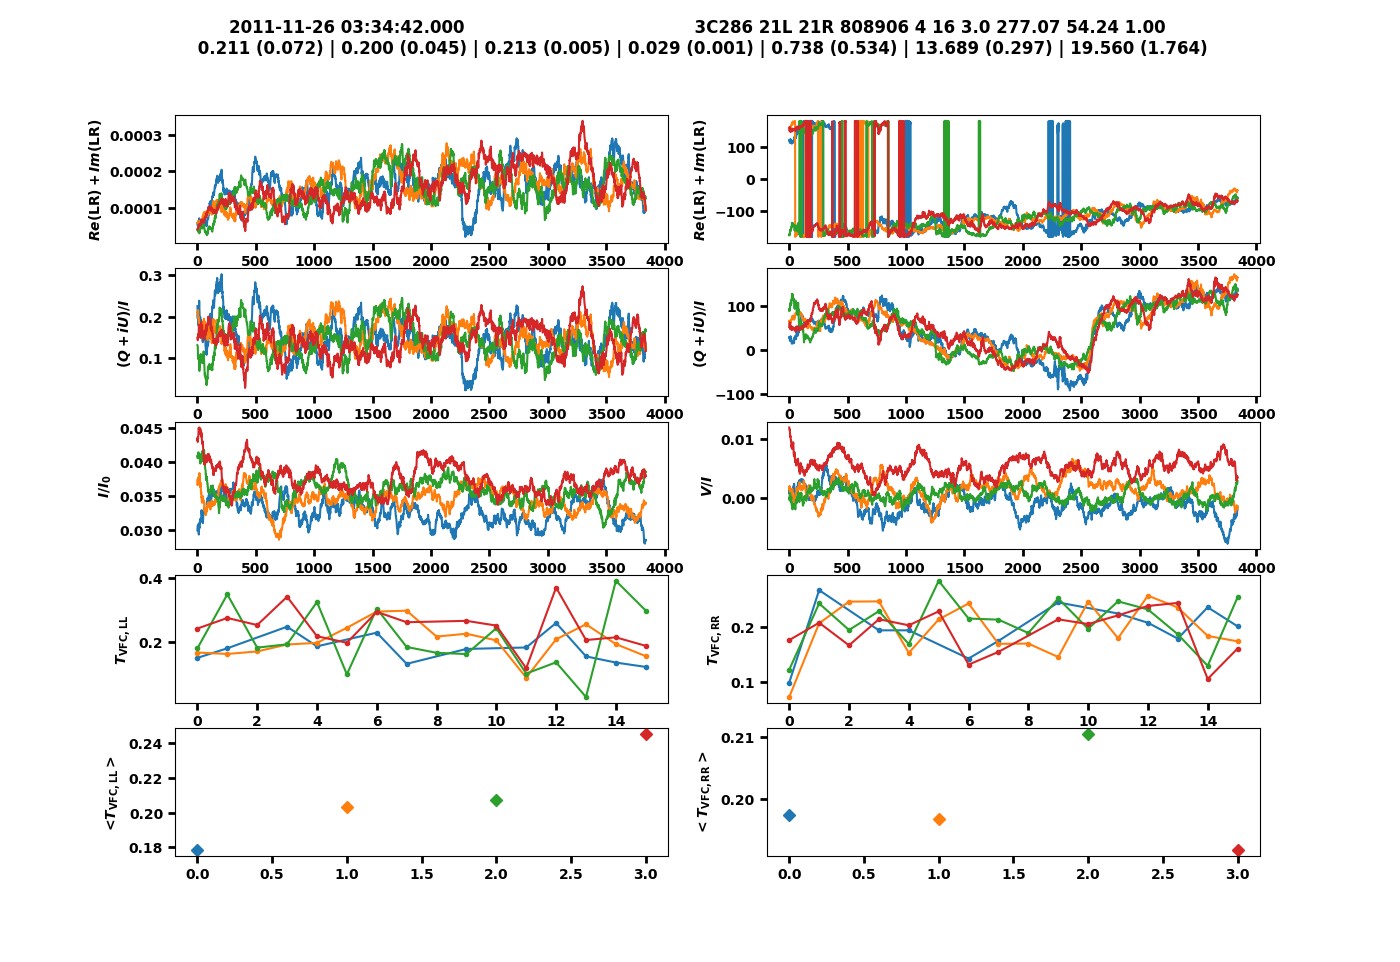 2011-11-26 03:34:42.000 3C286 21L 21R 808906 4 16 3.0 277.07 54.24 1.00
0.211 (0.072) | 0.200 (0.045) | 0.213 (0.005) | 0.029 (0.001) | 0.738 (0.534) | 13.689 (0.297) | 19.560 (1.764)
Re(LR) + Im(LR)
0.0003
0.0002
0.0001
0 500 1000 1500 2000 2500 3000 3500 4000
Re(LR) + Im(LR)
100
0
−100
0 500 1000 1500 2000 2500 3000 3500 4000
(Q + iU)/I
0.3
0.2
0.1
0 500 1000 1500 2000 2500 3000 3500 4000
(Q + iU)/I
100
0
−100
0 500 1000 1500 2000 2500 3000 3500 4000
I/I0
0.045
0.040
0.035
0.030
0 500 1000 1500 2000 2500 3000 3500 4000
V/I
0.01
0.00
0 500 1000 1500 2000 2500 3000 3500 4000
TVFC, LL
0.4
0.2
0 2 4 6 8 10 12 14
TVFC, RR
0.2
0.1
0 2 4 6 8 10 12 14
<TVFC, LL >
0.24
0.22
0.20
0.18
0.0 0.5 1.0 1.5 2.0 2.5 3.0
< TVFC, RR >
0.21
0.20
0.0 0.5 1.0 1.5 2.0 2.5 3.0